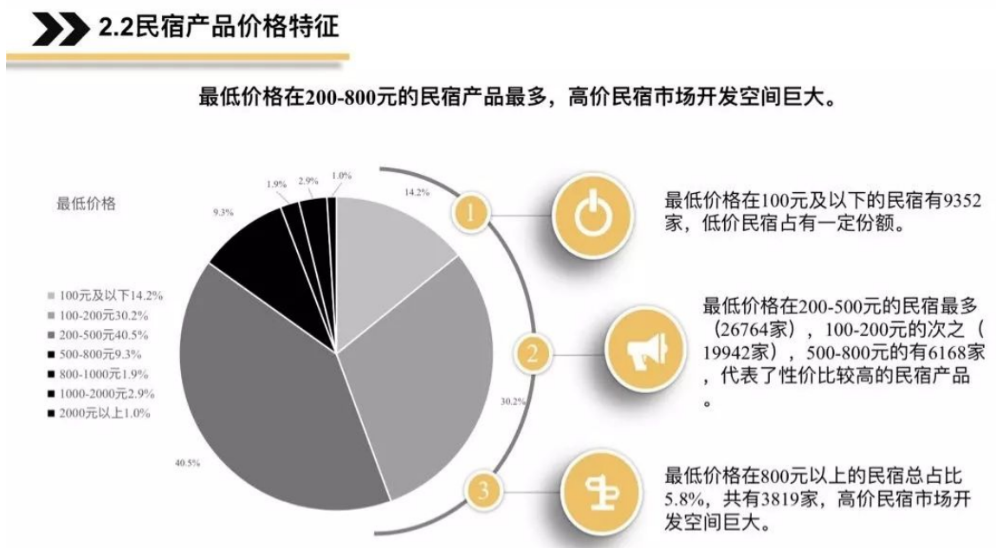 2.2民宿产品价格特征
最低价格在200-800元的民宿产品最多，高价民宿市场开发空间巨大。
最低价格
100元及以下14.2%
100-200元30.2%
200-500元40.5%
500-800元9.3%
800-1000元1.9%
1000-2000元2.9%
2000元以上1.0%
9.3%
1.9%
2.9%
1.0%
14.2%
30.2%
40.5%
1
最低价格在100元及以下的民宿有9352
家，低价民宿占有一定份额。
2
最低价格在200-500元的民宿最多
（26764家），100-200元的次之（
19942家），500-800元的有6168家
，代表了性价比较高的民宿产品
。
3
最低价格在800元以上的民宿总占比
5.8%，共有3819家，高价民宿市场开
发空间巨大。